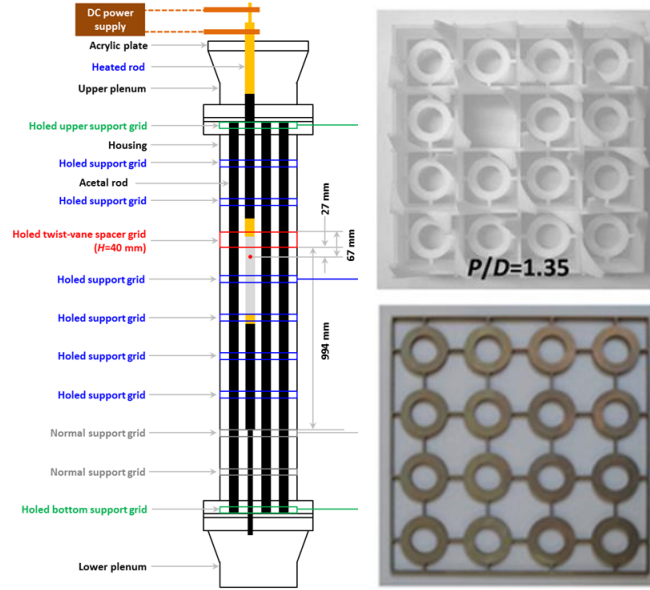 DC power
supply
Acrylic plate
Heated rod
Upper plenum
Holed upper support grid
Housing
Holed support grid
Acetal rod
Holed support grid
27 mm
Holed twist-vane spacer grid
(H=40 mm)
67 mm
Holed support grid
Holed support grid
994 mm
Holed support grid
Holed support grid
Normal support grid
Normal support grid
Holed bottom support grid
Lower plenum
P/D=1.35